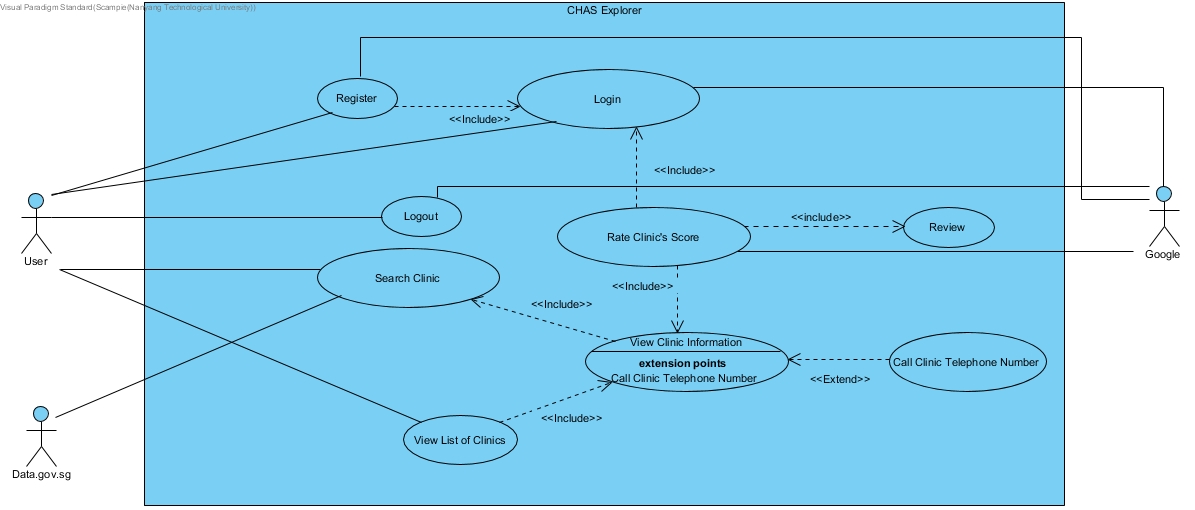 Visual Paradigm Standard(Scampie(Nanyang Technological University))
CHAS Explorer
Register
<<Include>>
Login
<<Include>>
Logout
Rate Clinic's Score
<<include>>
Review
User
Google
Search Clinic
<<Include>>
<<Include>>
View Clinic Information
extension points
Call Clinic Telephone Number
Call Clinic Telephone Number
<<Extend>>
<<Include>>
View List of Clinics
Data.gov.sg